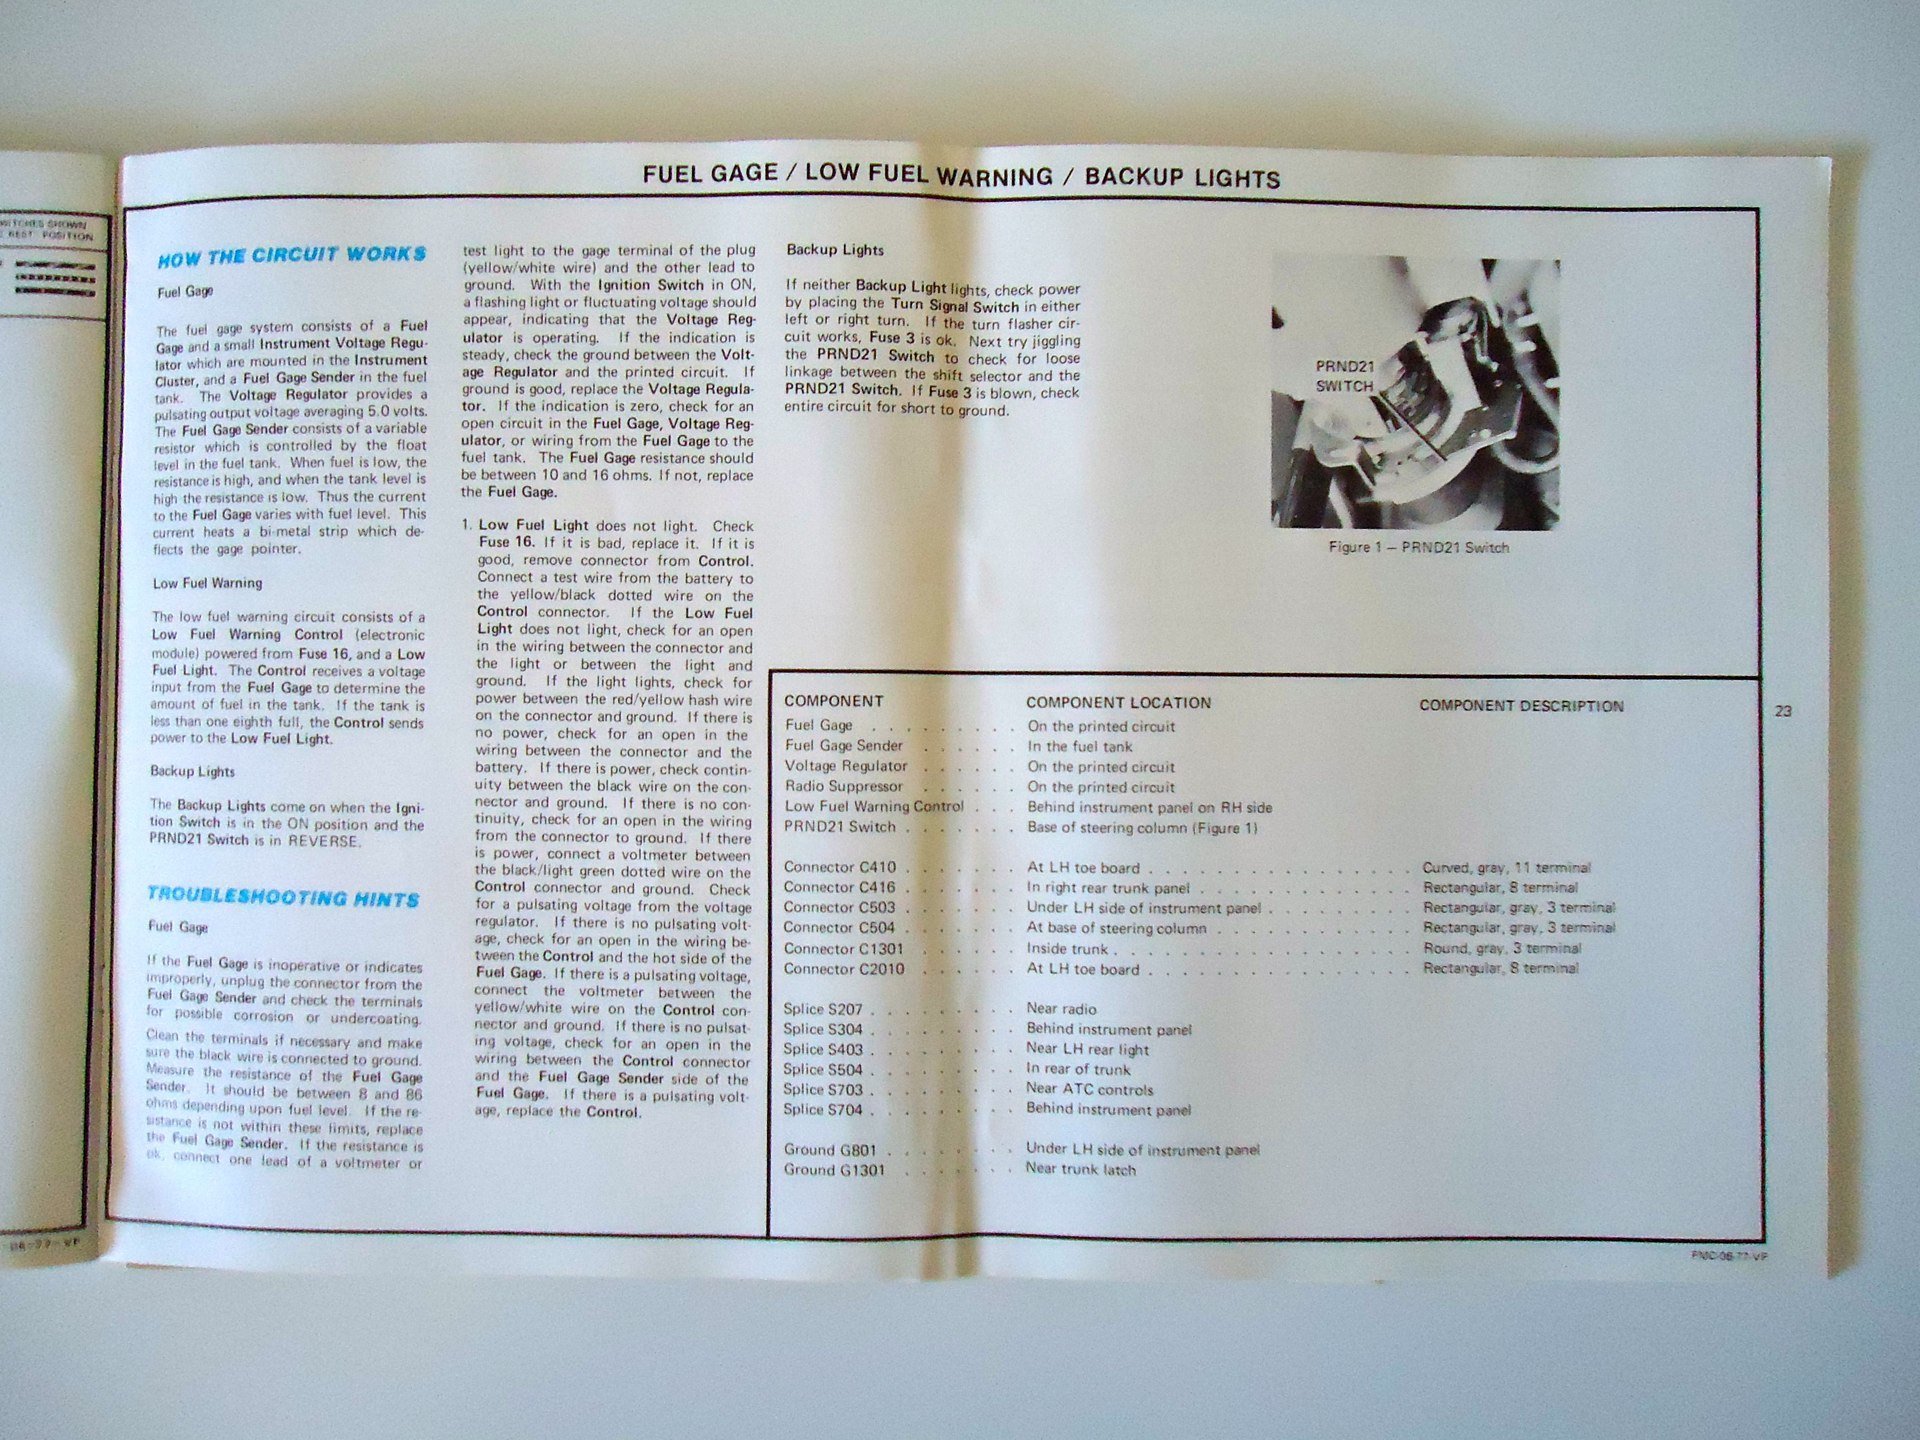 WITCHES SHOWN
REST POSITION
FUEL GAGE / LOW FUEL WARNING / BACKUP LIGHTS
HOW THE CIRCUIT WORKS
Fuel Gage
The fuel gage system consists of a Fuel
Gage and a small Instrument Voltage Regu-
lator which are mounted in the Instrument
Cluster, and a Fuel Gage Sender in the fuel
tank. The Voltage Regulator provides a
pulsating output voltage averaging 5.0 volts.
The Fuel Gage Sender consists of a variable
resistor which is controlled by the float
level in the fuel tank. When fuel is low, the
resistance is high, and when the tank level is
high the resistance is low. Thus the current
to the Fuel Gage varies with fuel level. This
current heats a bi-metal strip which de-
flects the gage pointer.
Low Fuel Warning
The low fuel warning circuit consists of a
Low Fuel Warning Control (electronic
module) powered from Fuse 16, and a Low
Fuel Light. The Control receives a voltage
input from the Fuel Gage to determine the
amount of fuel in the tank. If the tank is
less than one eighth full, the Control sends
power to the Low Fuel Light.
Backup Lights
The Backup Lights come on when the Igni-
tion Switch is in the ON position and the
PRND21 Switch is in REVERSE.
TROUBLESHOOTING HINTS
Fuel Gage
If the Fuel Gage is inoperative or indicates
improperly, unplug the connector from the
Fuel Gage Sender and check the terminals
for possible corrosion or undercoating.
Clean the terminals if necessary and make
sure the black wire is connected to ground.
Measure the resistance of the Fuel Gage
Sender. It should be between 8 and 86
ohms depending upon fuel level. If the re-
sistance is not within these limits, replace
the Fuel Gage Sender. If the resistance is
ok, connect one lead of a voltmeter or
test light to the gage terminal of the plug
(yellow/white wire) and the other lead to
ground. With the Ignition Switch in ON,
a flashing light or fluctuating voltage should
appear, indicating that the Voltage Reg-
ulator is operating. If the indication is
steady, check the ground between the Volt-
age Regulator and the printed circuit. If
ground is good, replace the Voltage Regula-
tor. If the indication is zero, check for an
open circuit in the Fuel Gage, Voltage Reg-
ulator, or wiring from the Fuel Gage to the
fuel tank. The Fuel Gage resistance should
be between 10 and 16 ohms. If not, replace
the Fuel Gage.
1. Low Fuel Light does not light. Check
Fuse 16. If it is bad, replace it. If it is
good, remove connector from Control.
Connect a test wire from the battery to
the yellow/black dotted wire on the
Control connector. If the Low Fuel
Light does not light, check for an open
in the wiring between the connector and
the light or between the light and
ground. If the light lights, check for
power between the red/yellow hash wire
on the connector and ground. If there is
no power, check for an open in the
wiring between the connector and the
battery. If there is power, check contin-
uity between the black wire on the con-
nector and ground. If there is no con-
tinuity, check for an open in the wiring
from the connector to ground. If there
is power, connect a voltmeter between
the black/light green dotted wire on the
Control connector and ground. Check
for a pulsating voltage from the voltage
regulator. If there is no pulsating volt-
age, check for an open in the wiring be-
tween the Control and the hot side of the
Fuel Gage. If there is a pulsating voltage,
connect the voltmeter between the
yellow/white wire on the Control con-
nector and ground. If there is no pulsat-
ing voltage, check for an open in the
wiring between the Control connector
and the Fuel Gage Sender side of the
Fuel Gage. If there is a pulsating volt-
age, replace the Control.
Backup Lights
If neither Backup Light lights, check power
by placing the Turn Signal Switch in either
left or right turn. If the turn flasher cir-
cuit works, Fuse 3 is ok. Next try jiggling
the PRND21 Switch to check for loose
linkage between the shift selector and the
PRND21 Switch. If Fuse 3 is blown, check
entire circuit for short to ground.
PRND21
SWITCH
Figure 1 – PRND21 Switch
COMPONENT COMPONENT LOCATION COMPONENT DESCRIPTION
Fuel Gage . . . . . . . . . On the printed circuit
Fuel Gage Sender . . . . . . In the fuel tank
Voltage Regulator . . . . . . On the printed circuit
Radio Suppressor . . . . . . On the printed circuit
Low Fuel Warning Control . . . Behind instrument panel on RH side
PRND21 Switch . . . . . . . Base of steering column (Figure 1)
Connector C410 . . . . . . . At LH toe board . . . . . . . . . . . . . . . Curved, gray, 11 terminal
Connector C416 . . . . . . . In right rear trunk panel . . . . . . . . . . . . Rectangular, 8 terminal
Connector C503 . . . . . . . Under LH side of instrument panel . . . . . . . . Rectangular, gray, 3 terminal
Connector C504 . . . . . . . At base of steering column . . . . . . . . . . . Rectangular, gray, 3 terminal
Connector C1301 . . . . . . Inside trunk . . . . . . . . . . . . . . . . . Round, gray, 3 terminal
Connector C2010 . . . . . . At LH toe board . . . . . . . . . . . . . . . Rectangular, 8 terminal
Splice S207 . . . . . . . . . Near radio
Splice S304 . . . . . . . . . Behind instrument panel
Splice S403 . . . . . . . . . Near LH rear light
Splice S504 . . . . . . . . . In rear of trunk
Splice S703 . . . . . . . . . Near ATC controls
Splice S704 . . . . . . . . . Behind instrument panel
Ground G801 . . . . . . . . Under LH side of instrument panel
Ground G1301 . . . . . . . Near trunk latch
23
06-77-VP
FMC-06-77-VP